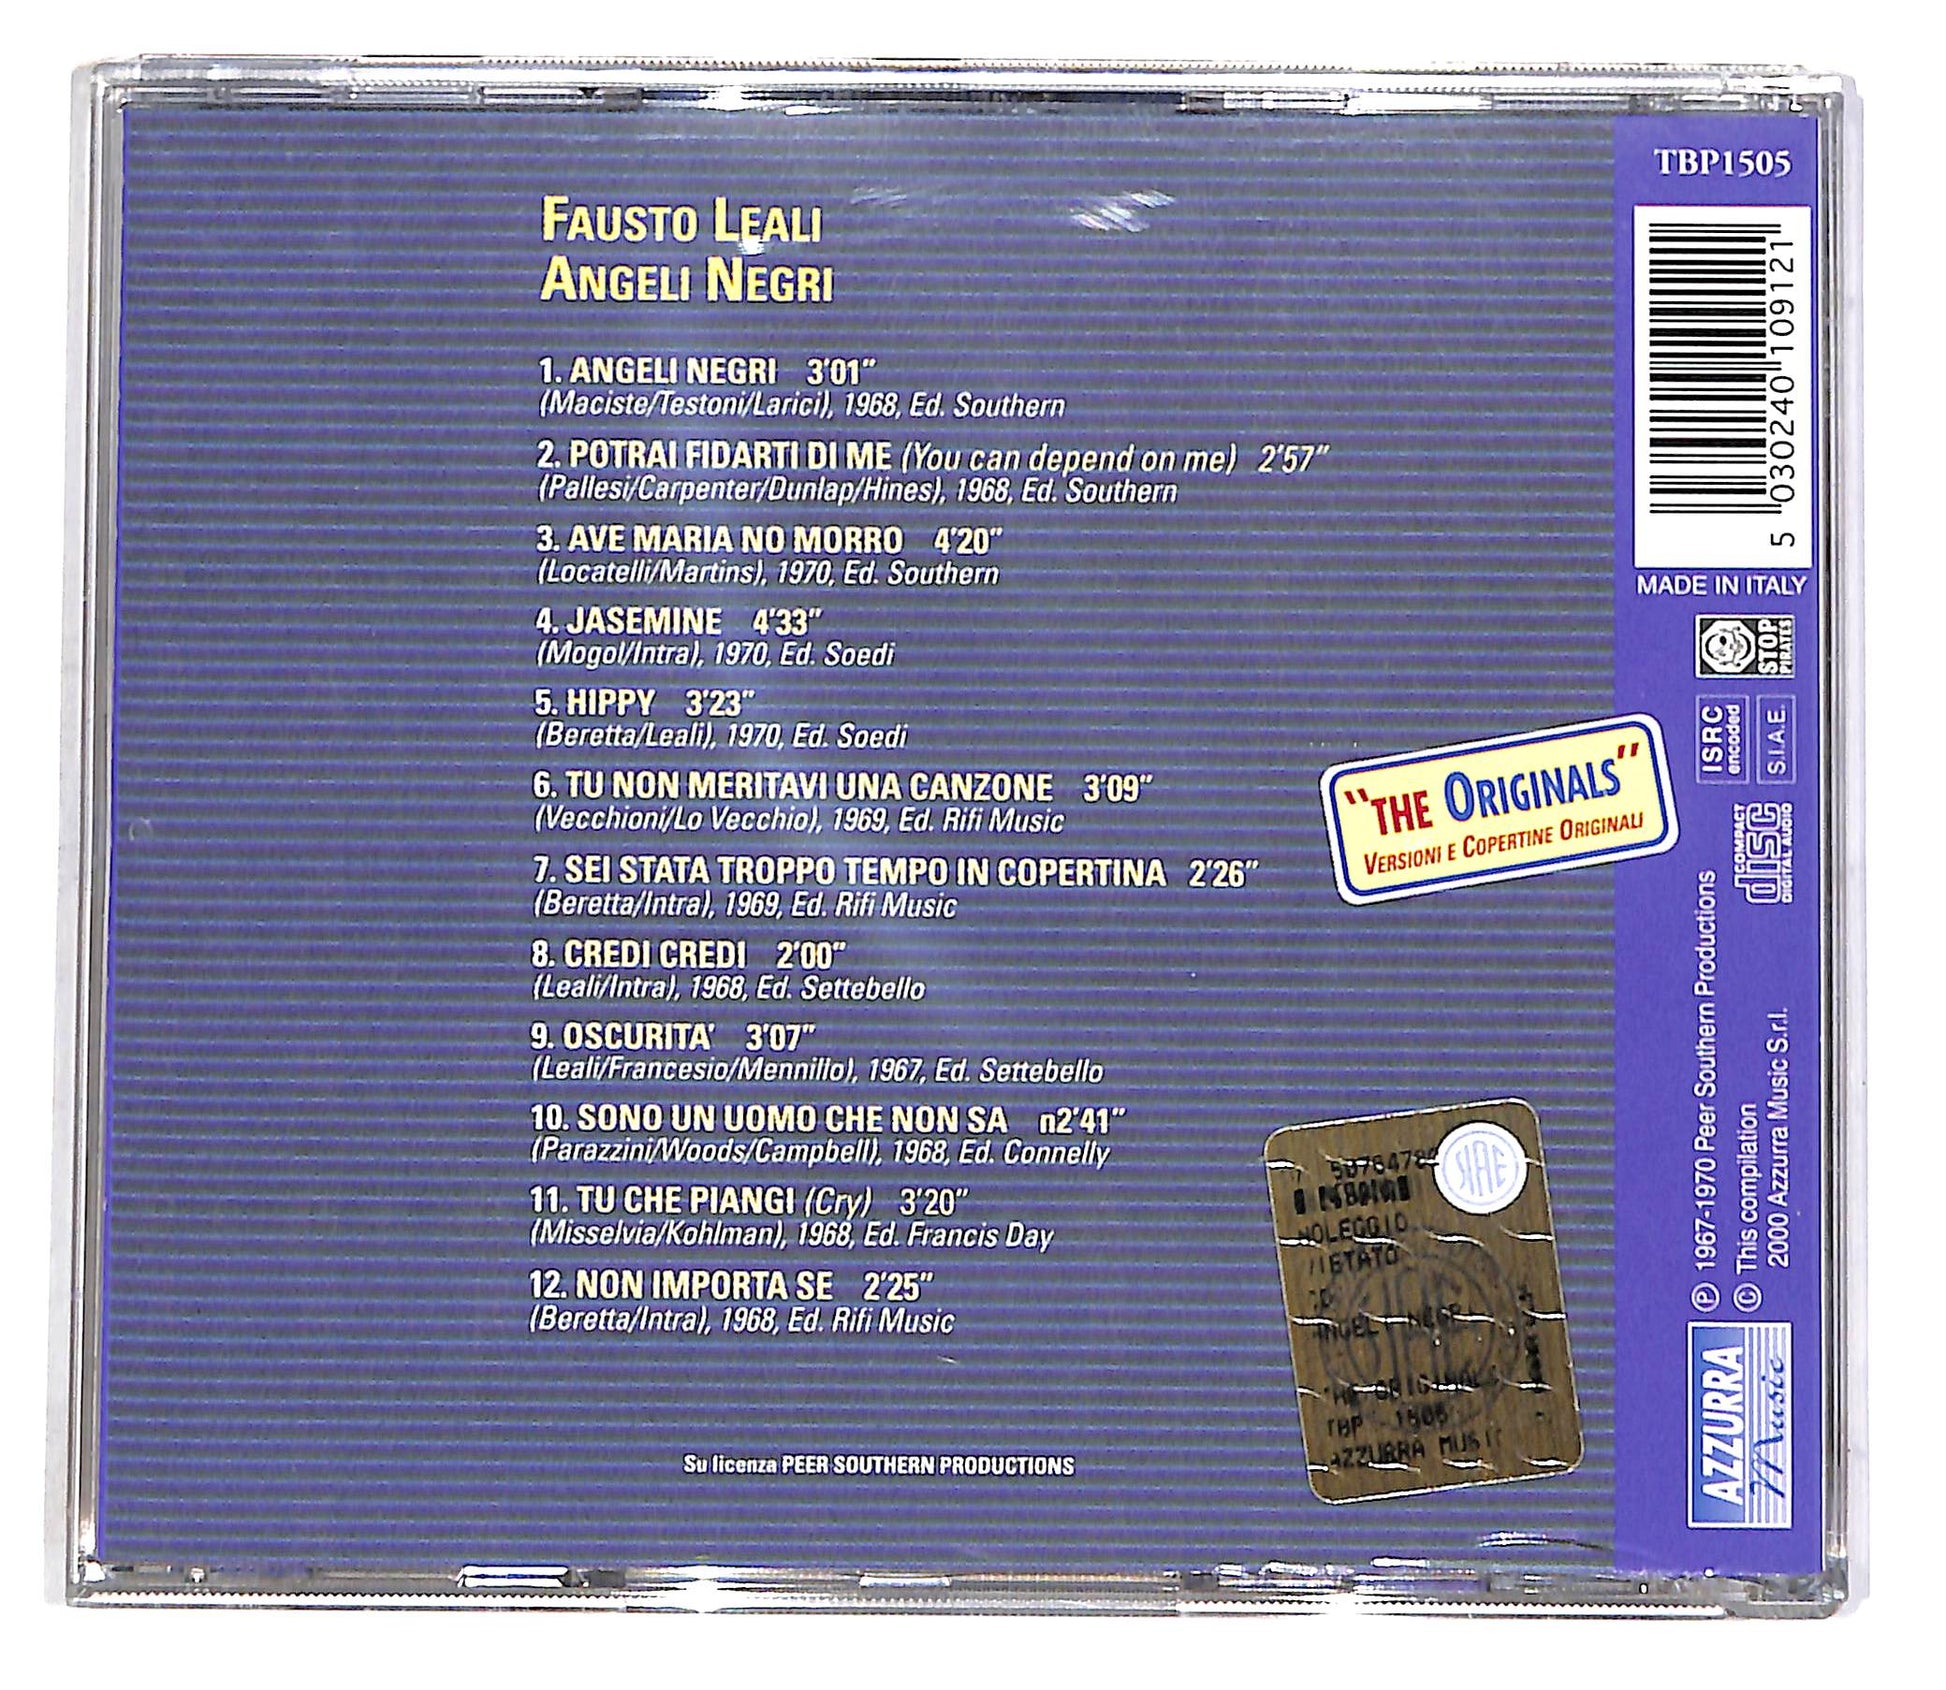 FAUSTO LEALI
ANGELI NEGRI
1. ANGELI NEGRI 3'01"
(Maciste/Testoni/Larici), 1968, Ed. Southern
2. POTRAI FIDARTI DI ME (You can depend on me) 2'57"
(Pallesi/Carpenter/Dunlap/Hines), 1968, Ed. Southern
3. AVE MARIA NO MORRO 4'20"
(Locatelli/Martins), 1970, Ed. Southern
4. JASEMINE 4'33"
(Mogol/Intra), 1970, Ed. Soedi
5. HIPPY 3'23"
(Beretta/Leali), 1970, Ed. Soedi
6. TU NON MERITAVI UNA CANZONE 3'09"
(Vecchioni/Lo Vecchio), 1969, Ed. Rifi Music
7. SEI STATA TROPPO TEMPO IN COPERTINA 2'26"
(Beretta/Intra), 1969, Ed. Rifi Music
8. CREDI CREDI 2'00"
(Leali/Intra), 1968, Ed. Settebello
9. OSCURITA' 3'07"
(Leali/Francesio/Mennillo), 1967, Ed. Settebello
10. SONO UN UOMO CHE NON SA n2'41"
(Parazzini/Woods/Campbell), 1968, Ed. Connelly
11. TU CHE PIANGI (Cry) 3'20"
(Misselvia/Kohlman), 1968, Ed. Francis Day
12. NON IMPORTA SE 2'25"
(Beretta/Intra), 1968, Ed. Rifi Music
Su licenza PEER SOUTHERN PRODUCTIONS
"THE ORIGINALS"
VERSIONI E COPERTINE ORIGINALI
SIAE
NOLEGGIO
VIETATO
TBP 1505
AZZURRA MUSIC
TBP1505
5 030240 109121
MADE IN ITALY
STOP
PIRATES
ISRC
encoded
S.I.A.E.
COMPACT
disc
DIGITAL AUDIO
℗ 1967-1970 Peer Southern Productions
© This compilation
2000 Azzurra Music S.r.l.
AZZURRA
Music